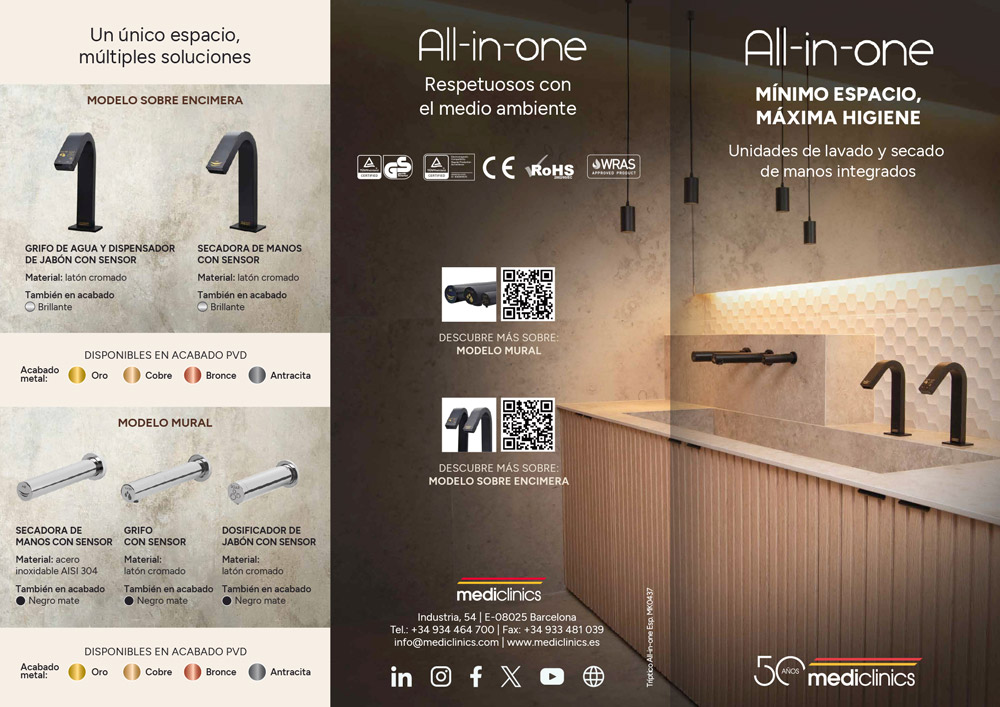 Un único espacio,
múltiples soluciones
MODELO SOBRE ENCIMERA
GRIFO DE AGUA Y DISPENSADOR
DE JABÓN CON SENSOR
Material: latón cromado
También en acabado
Brillante
SECADORA DE MANOS
CON SENSOR
Material: latón cromado
También en acabado
Brillante
DISPONIBLES EN ACABADO PVD
Acabado
metal:
Oro
Cobre
Bronce
Antracita
MODELO MURAL
SECADORA DE
MANOS CON SENSOR
Material: acero
inoxidable AISI 304
También en acabado
Negro mate
GRIFO
CON SENSOR
Material:
latón cromado
También en acabado
Negro mate
DOSIFICADOR DE
JABÓN CON SENSOR
Material:
latón cromado
También en acabado
Negro mate
DISPONIBLES EN ACABADO PVD
Acabado
metal:
Oro
Cobre
Bronce
Antracita
All-in-one
Respetuosos con
el medio ambiente
CERTIFIED
GS
CERTIFIED
CE
RoHS
WRAS
APPROVED PRODUCT
DESCUBRE MÁS SOBRE:
MODELO MURAL
DESCUBRE MÁS SOBRE:
MODELO SOBRE ENCIMERA
mediclinics
Industria, 54 | E-08025 Barcelona
Tel.: +34 934 464 700 | Fax: +34 933 481 039
info@mediclinics.com | www.mediclinics.es
Tríptico All-in-one Esp. MK0437
All-in-one
MÍNIMO ESPACIO,
MÁXIMA HIGIENE
Unidades de lavado y secado
de manos integrados
50 AÑOS
mediclinics